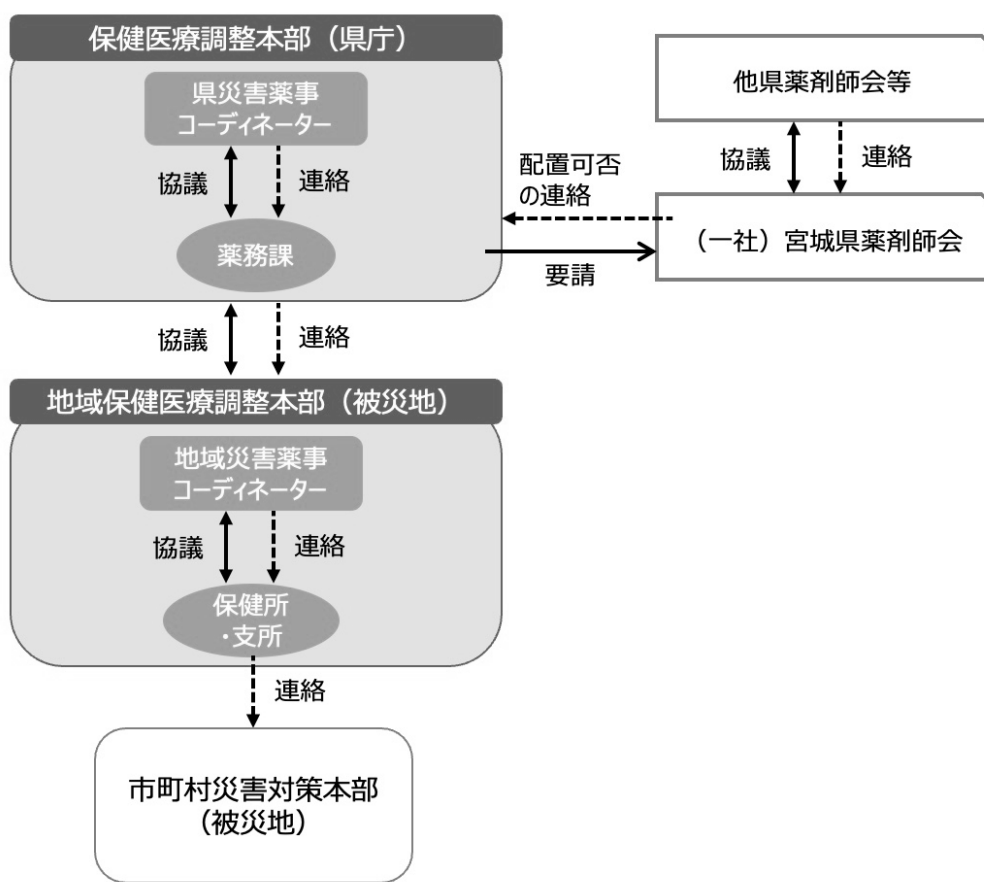 保健医療調整本部（県庁）
県災害薬事
コーディネーター
協議
連絡
薬務課
配置可否
の連絡
要請
他県薬剤師会等
協議
連絡
（一社）宮城県薬剤師会
協議
連絡
地域保健医療調整本部（被災地）
地域災害薬事
コーディネーター
協議
連絡
保健所
・支所
連絡
市町村災害対策本部
（被災地）